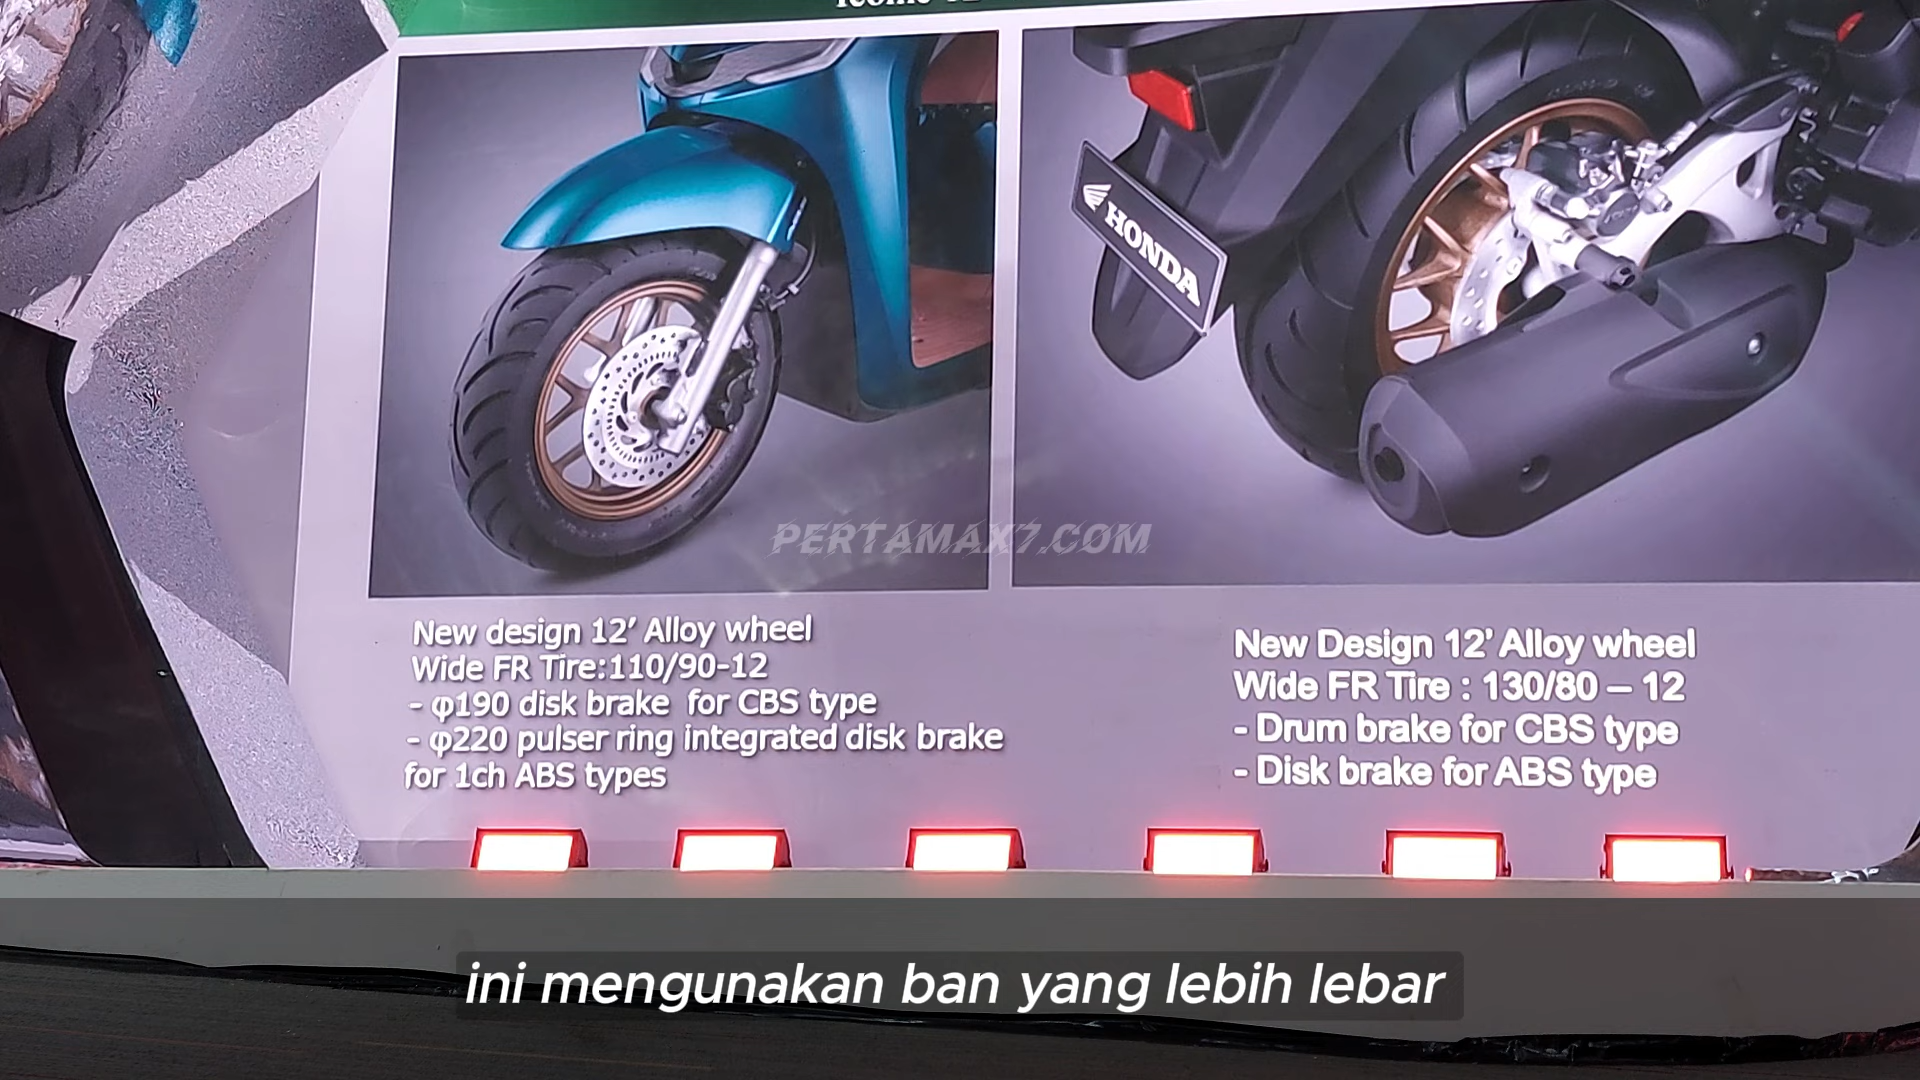 HONDA
PERTAMAX7.COM
New design 12’ Alloy wheel
Wide FR Tire:110/90-12
- φ190 disk brake for CBS type
- φ220 pulser ring integrated disk brake
for 1ch ABS types
New Design 12' Alloy wheel
Wide FR Tire : 130/80 – 12
- Drum brake for CBS type
- Disk brake for ABS type
ini mengunakan ban yang lebih lebar